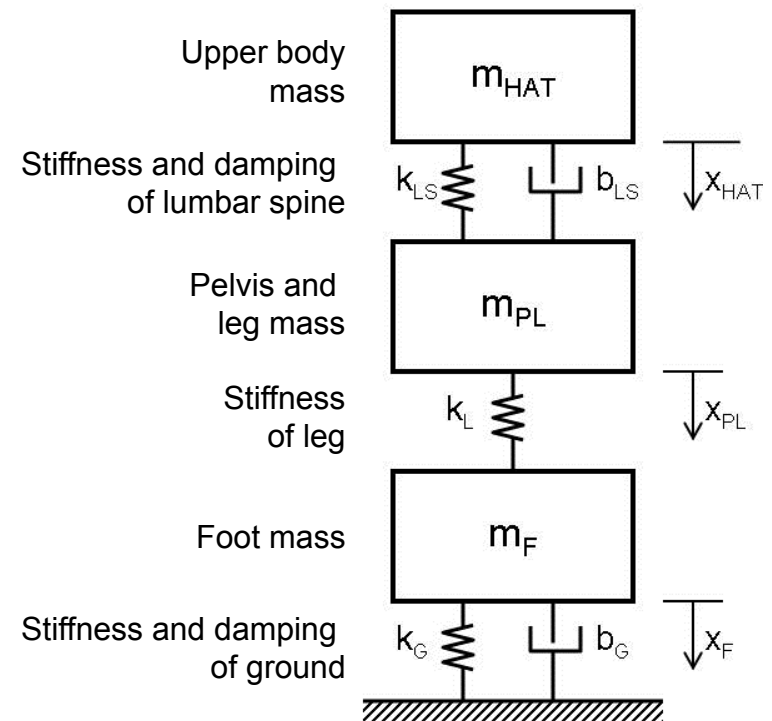 Upper body
mass
m_HAT
Stiffness and damping
of lumbar spine
k_LS
b_LS
x_HAT
Pelvis and
leg mass
m_PL
Stiffness
of leg
k_L
x_PL
Foot mass
m_F
Stiffness and damping
of ground
k_G
b_G
x_F